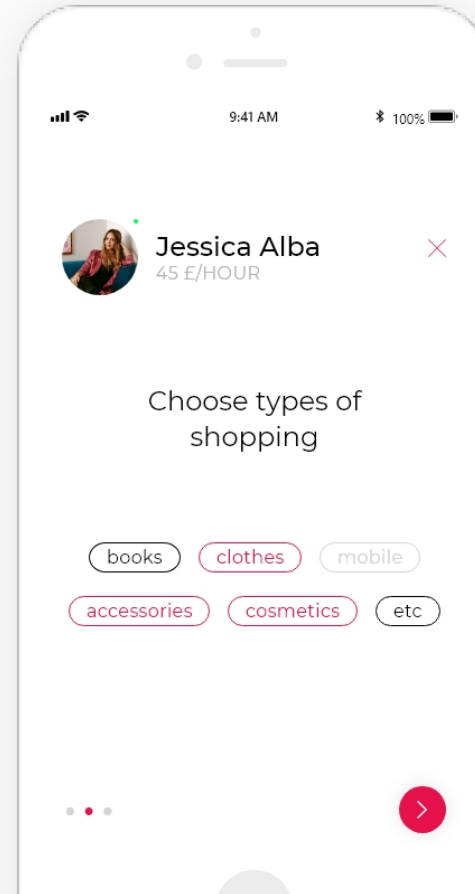 9:41 AM 100%
Jessica Alba
45 £/HOUR
Choose types of
shopping
books clothes mobile
accessories cosmetics etc